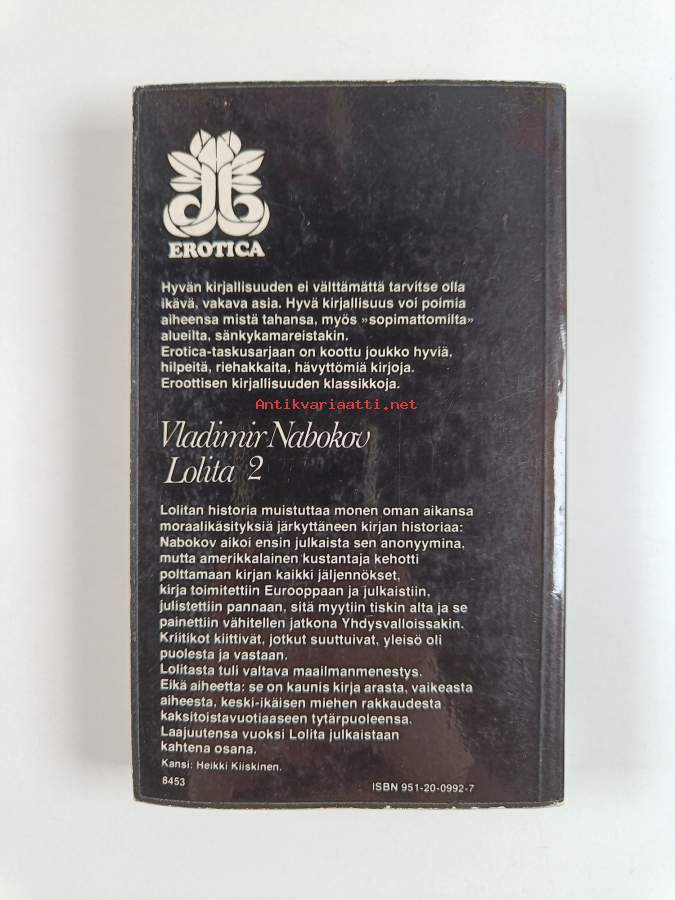 EROTICA
Hyvän kirjallisuuden ei välttämättä tarvitse olla
ikävä, vakava asia. Hyvä kirjallisuus voi poimia
aiheensa mistä tahansa, myös »sopimattomilta»
alueilta, sänkykamareistakin.
Erotica-taskusarjaan on koottu joukko hyviä,
hilpeitä, riehakkaita, hävyttömiä kirjoja.
Eroottisen kirjallisuuden klassikkoja.
Antikvariaatti.net
Vladimir Nabokov
Lolita 2
Lolitan historia muistuttaa monen oman aikansa
moraalikäsityksiä järkyttäneen kirjan historiaa:
Nabokov aikoi ensin julkaista sen anonyymina,
mutta amerikkalainen kustantaja kehotti
polttamaan kirjan kaikki jäljennökset,
kirja toimitettiin Eurooppaan ja julkaistiin,
julistettiin pannaan, sitä myytiin tiskin alta ja se
painettiin vähitellen jatkona Yhdysvalloissakin.
Kriitikot kiittivät, jotkut suuttuivat, yleisö oli
puolesta ja vastaan.
Lolitasta tuli valtava maailmanmenestys.
Eikä aiheetta: se on kaunis kirja arasta, vaikeasta
aiheesta, keski-ikäisen miehen rakkaudesta
kaksitoistavuotiaaseen tytärpuoleensa.
Laajuutensa vuoksi Lolita julkaistaan
kahtena osana.
Kansi: Heikki Kiiskinen.
8453
ISBN 951-20-0992-7